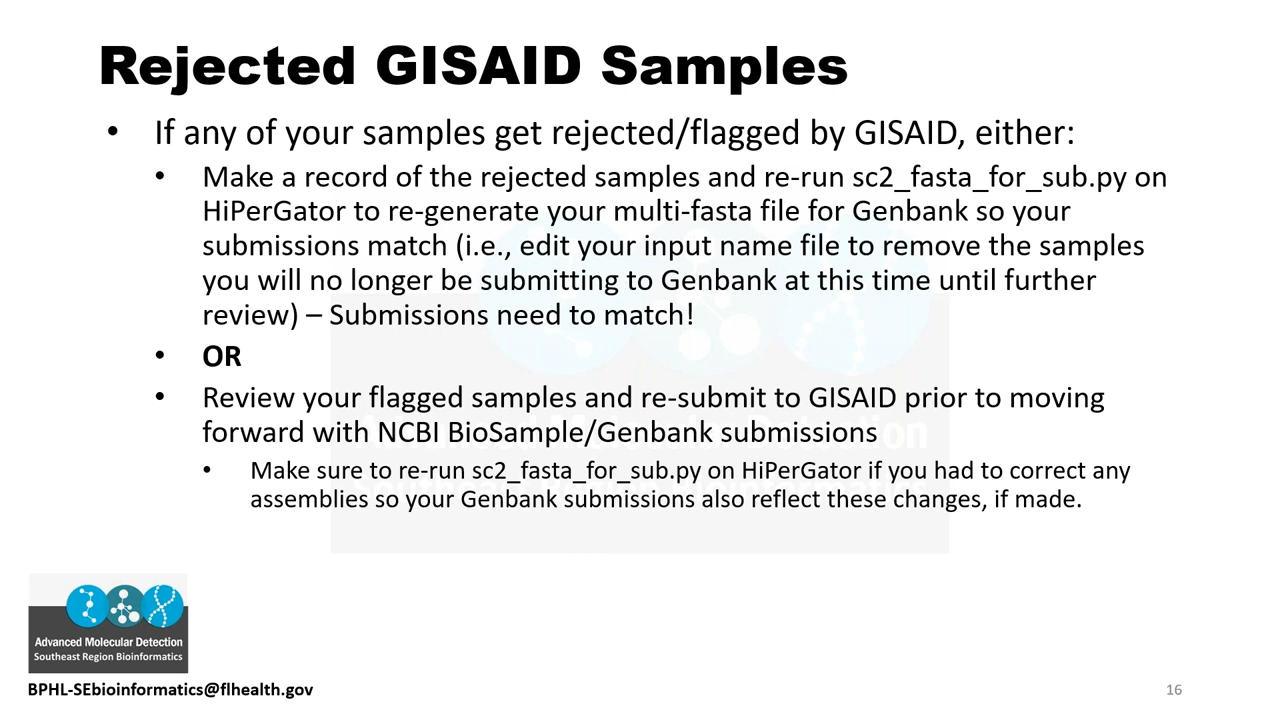 Rejected GISAID Samples
• If any of your samples get rejected/flagged by GISAID, either:
• Make a record of the rejected samples and re-run sc2_fasta_for_sub.py on
HiPerGator to re-generate your multi-fasta file for Genbank so your
submissions match (i.e., edit your input name file to remove the samples
you will no longer be submitting to Genbank at this time until further
review) – Submissions need to match!
• OR
• Review your flagged samples and re-submit to GISAID prior to moving
forward with NCBI BioSample/Genbank submissions
• Make sure to re-run sc2_fasta_for_sub.py on HiPerGator if you had to correct any
assemblies so your Genbank submissions also reflect these changes, if made.
Advanced Molecular Detection
Southeast Region Bioinformatics
Advanced Molecular Detection
Southeast Region Bioinformatics
BPHL-SEbioinformatics@flhealth.gov
16